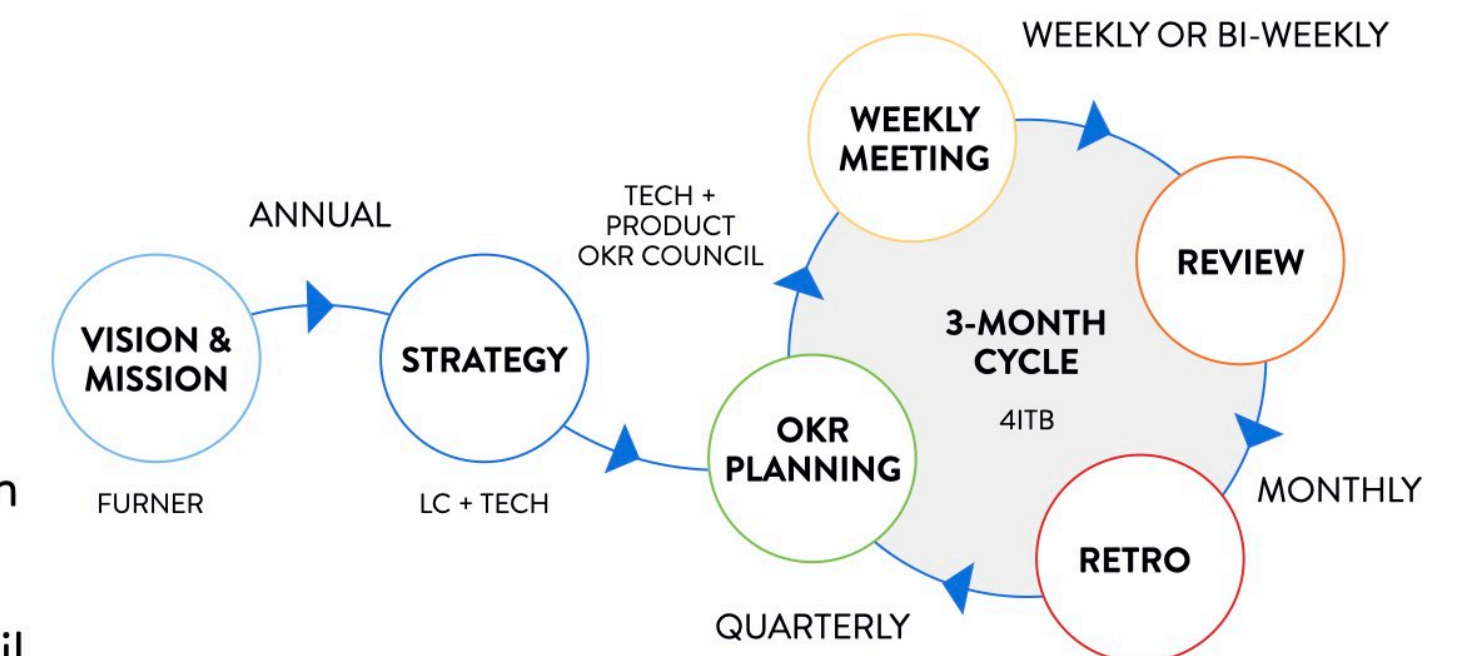 WEEKLY OR BI-WEEKLY
WEEKLY
MEETING
TECH +
PRODUCT
OKR COUNCIL
ANNUAL
REVIEW
VISION &
MISSION
STRATEGY
3-MONTH
CYCLE
4ITB
OKR
PLANNING
FURNER
LC + TECH
MONTHLY
RETRO
QUARTERLY